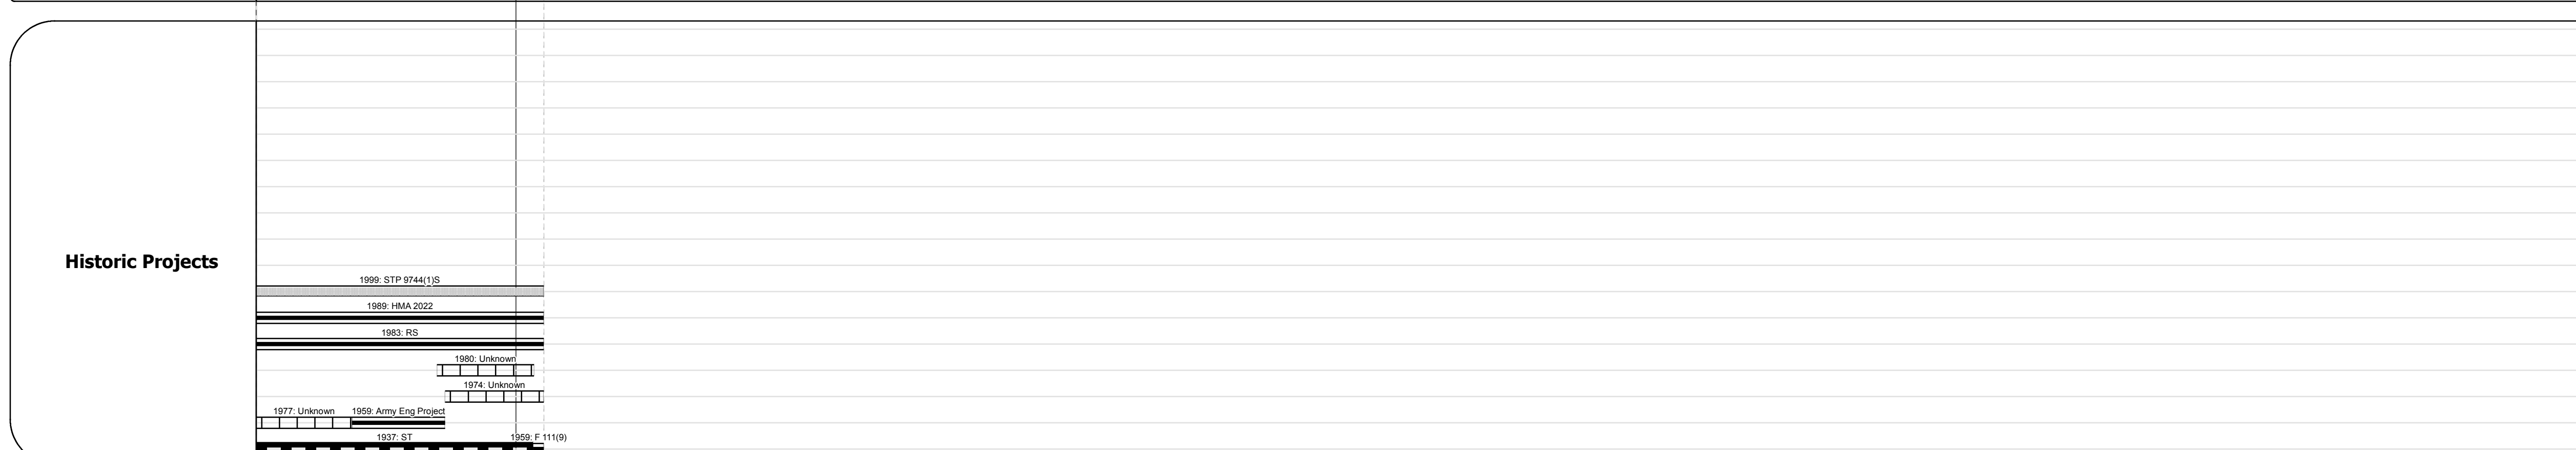 Historic Projects
1999: STP 9744(1)S
1989: HMA 2022
1983: RS
1980: Unknown
1974: Unknown
1977: Unknown
1959: Army Eng Project
1937: ST
1959: F 111(9)